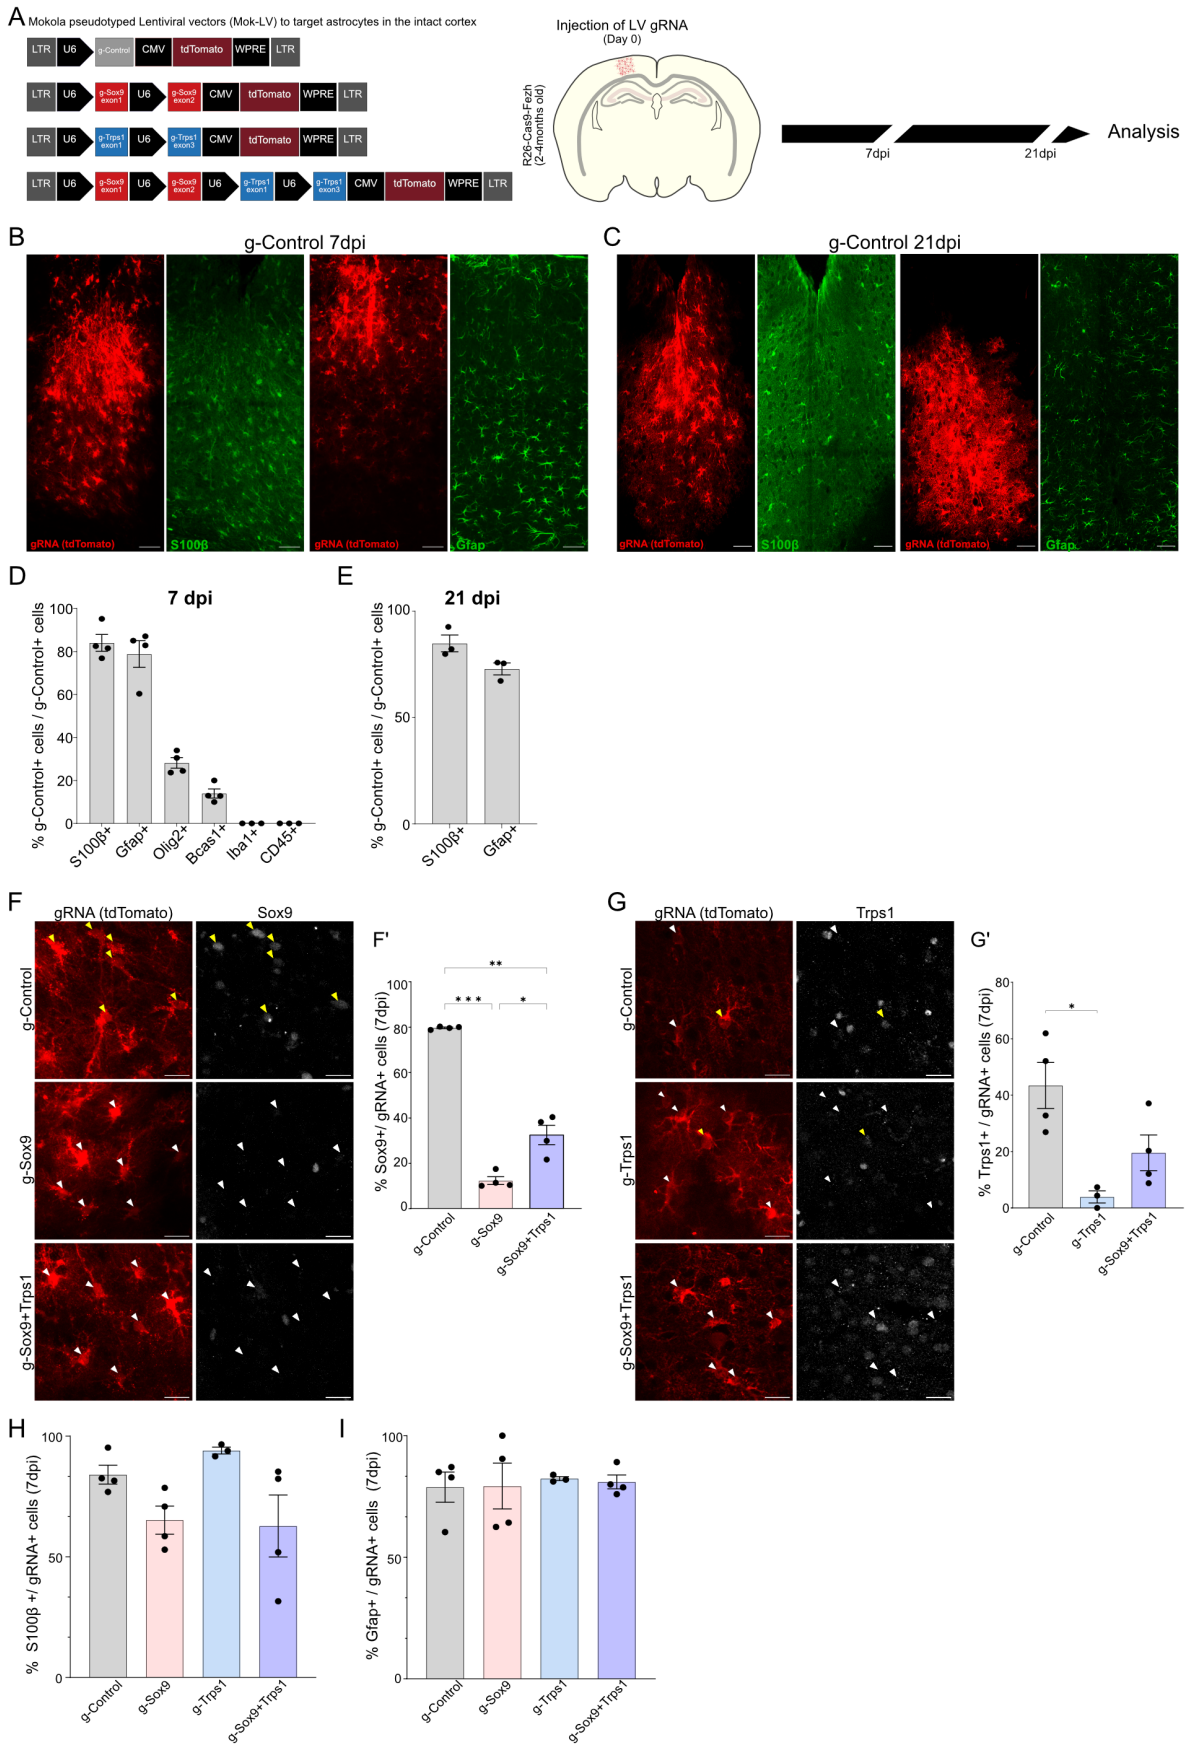 A Mokola pseudotyped Lentiviral vectors (Mok-LV) to target astrocytes in the intact cortex
LTR U6 g-Control CMV tdTomato WPRE LTR
LTR U6 g-Sox9 exon1 U6 g-Sox9 exon2 CMV tdTomato WPRE LTR
LTR U6 g-Trps1 exon1 U6 g-Trps1 exon3 CMV tdTomato WPRE LTR
LTR U6 g-Sox9 exon1 U6 g-Sox9 exon2 U6 g-Trps1 exon1 U6 g-Trps1 exon3 CMV tdTomato WPRE LTR
Injection of LV gRNA
(Day 0)
R26-Cas9-Fezh
(2-4months old)
7dpi 21dpi
Analysis
B g-Control 7dpi
gRNA (tdTomato) S100β gRNA (tdTomato) Gfap
C g-Control 21dpi
gRNA (tdTomato) S100β gRNA (tdTomato) Gfap
D 7 dpi
% g-Control+ cells / g-Control+ cells
100
80
60
40
20
0
S100β+ Gfap+ Olig2+ Bcas1+ Iba1+ CD45+
E 21 dpi
% g-Control+ cells / g-Control+ cells
100
50
0
S100β+ Gfap+
F gRNA (tdTomato) Sox9
g-Control
g-Sox9
g-Sox9+Trps1
F'
% Sox9+/ gRNA+ cells (7dpi)
100
80
60
40
20
0
**
*** *
g-Control g-Sox9 g-Sox9+Trps1
G gRNA (tdTomato) Trps1
g-Control
g-Trps1
g-Sox9+Trps1
G'
% Trps1+ / gRNA+ cells (7dpi)
80
60
40
20
0
*
g-Control g-Trps1 g-Sox9+Trps1
H
% S100β +/ gRNA+ cells (7dpi)
100
50
0
g-Control g-Sox9 g-Trps1 g-Sox9+Trps1
I
% Gfap+ / gRNA+ cells (7dpi)
100
50
0
g-Control g-Sox9 g-Trps1 g-Sox9+Trps1